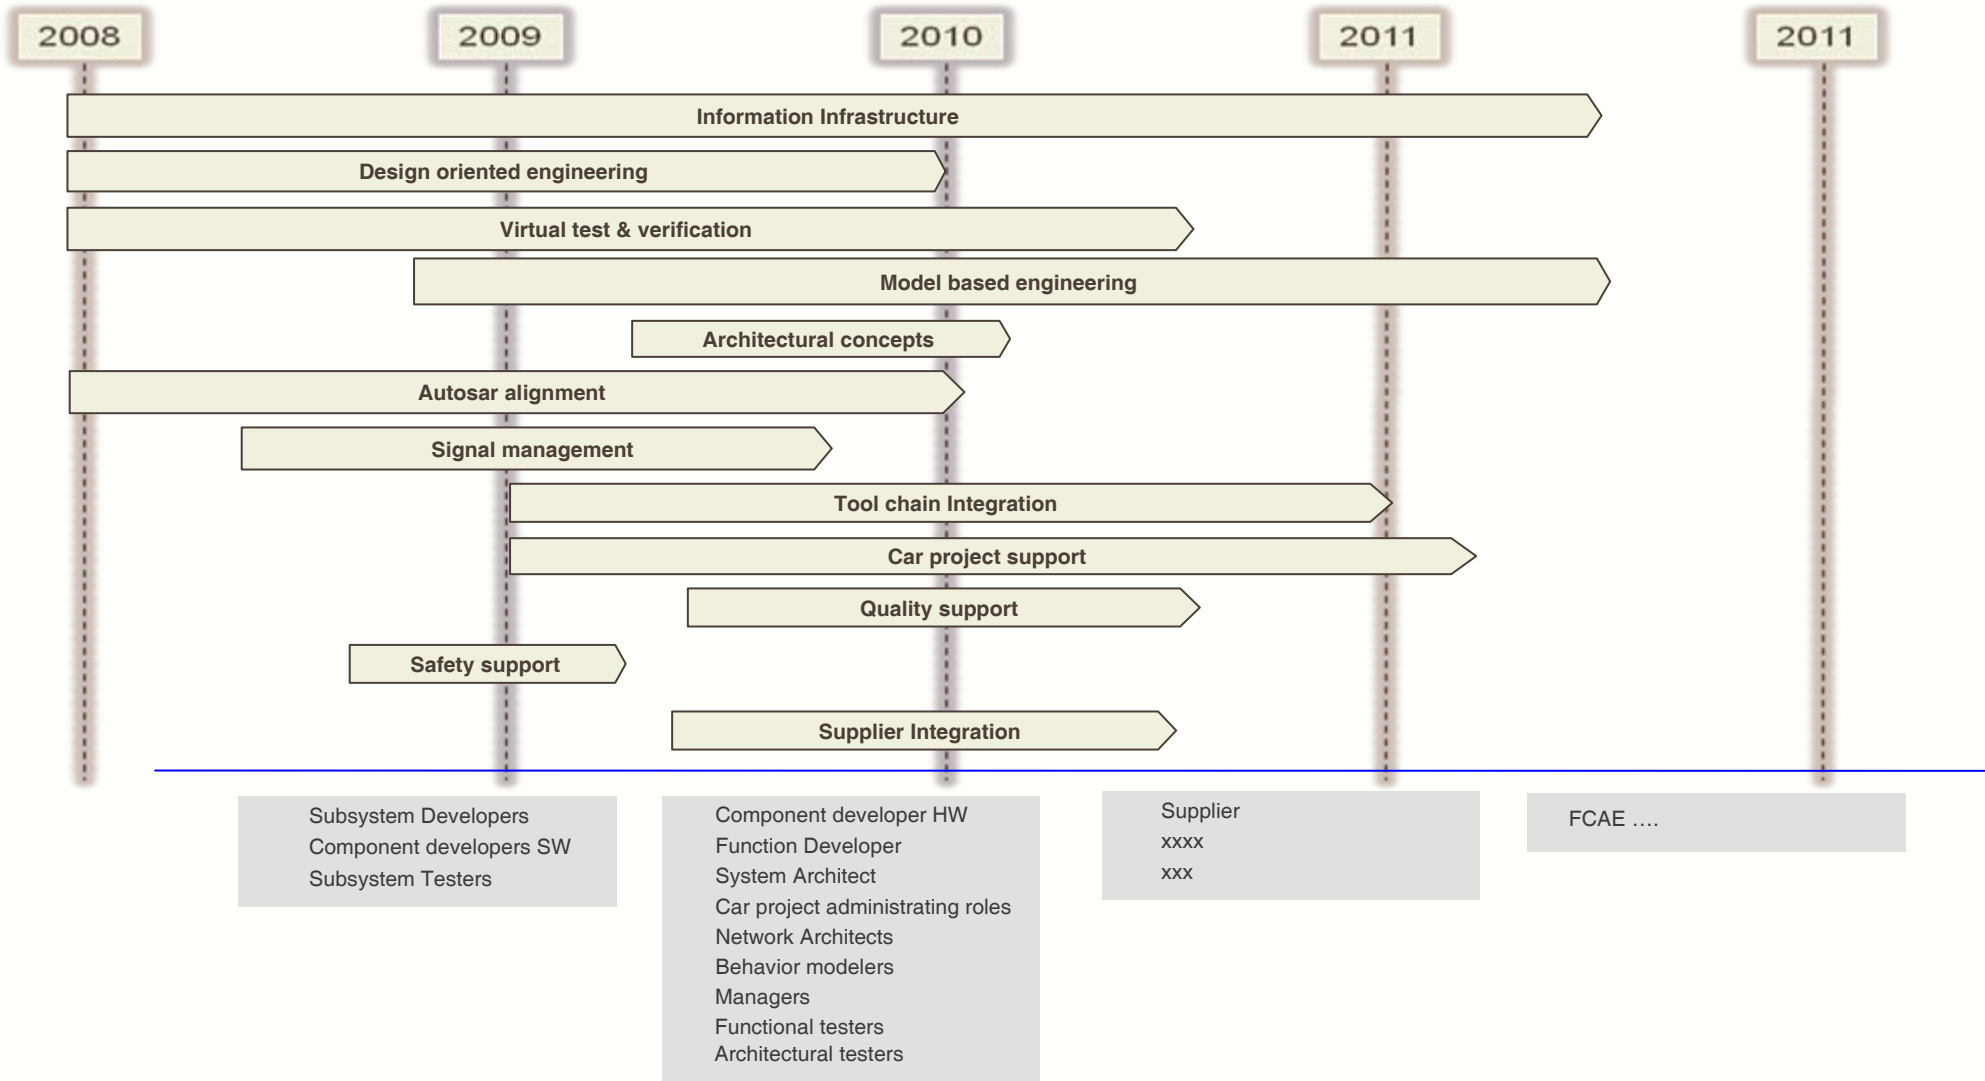 2008
2009
2010
2011
2011
Information Infrastructure
Design oriented engineering
Virtual test & verification
Model based engineering
Architectural concepts
Autosar alignment
Signal management
Tool chain Integration
Car project support
Quality support
Safety support
Supplier Integration
Subsystem Developers
Component developers SW
Subsystem Testers
Component developer HW
Function Developer
System Architect
Car project administrating roles
Network Architects
Behavior modelers
Managers
Functional testers
Architectural testers
Supplier
xxxx
xxx
FCAE ....